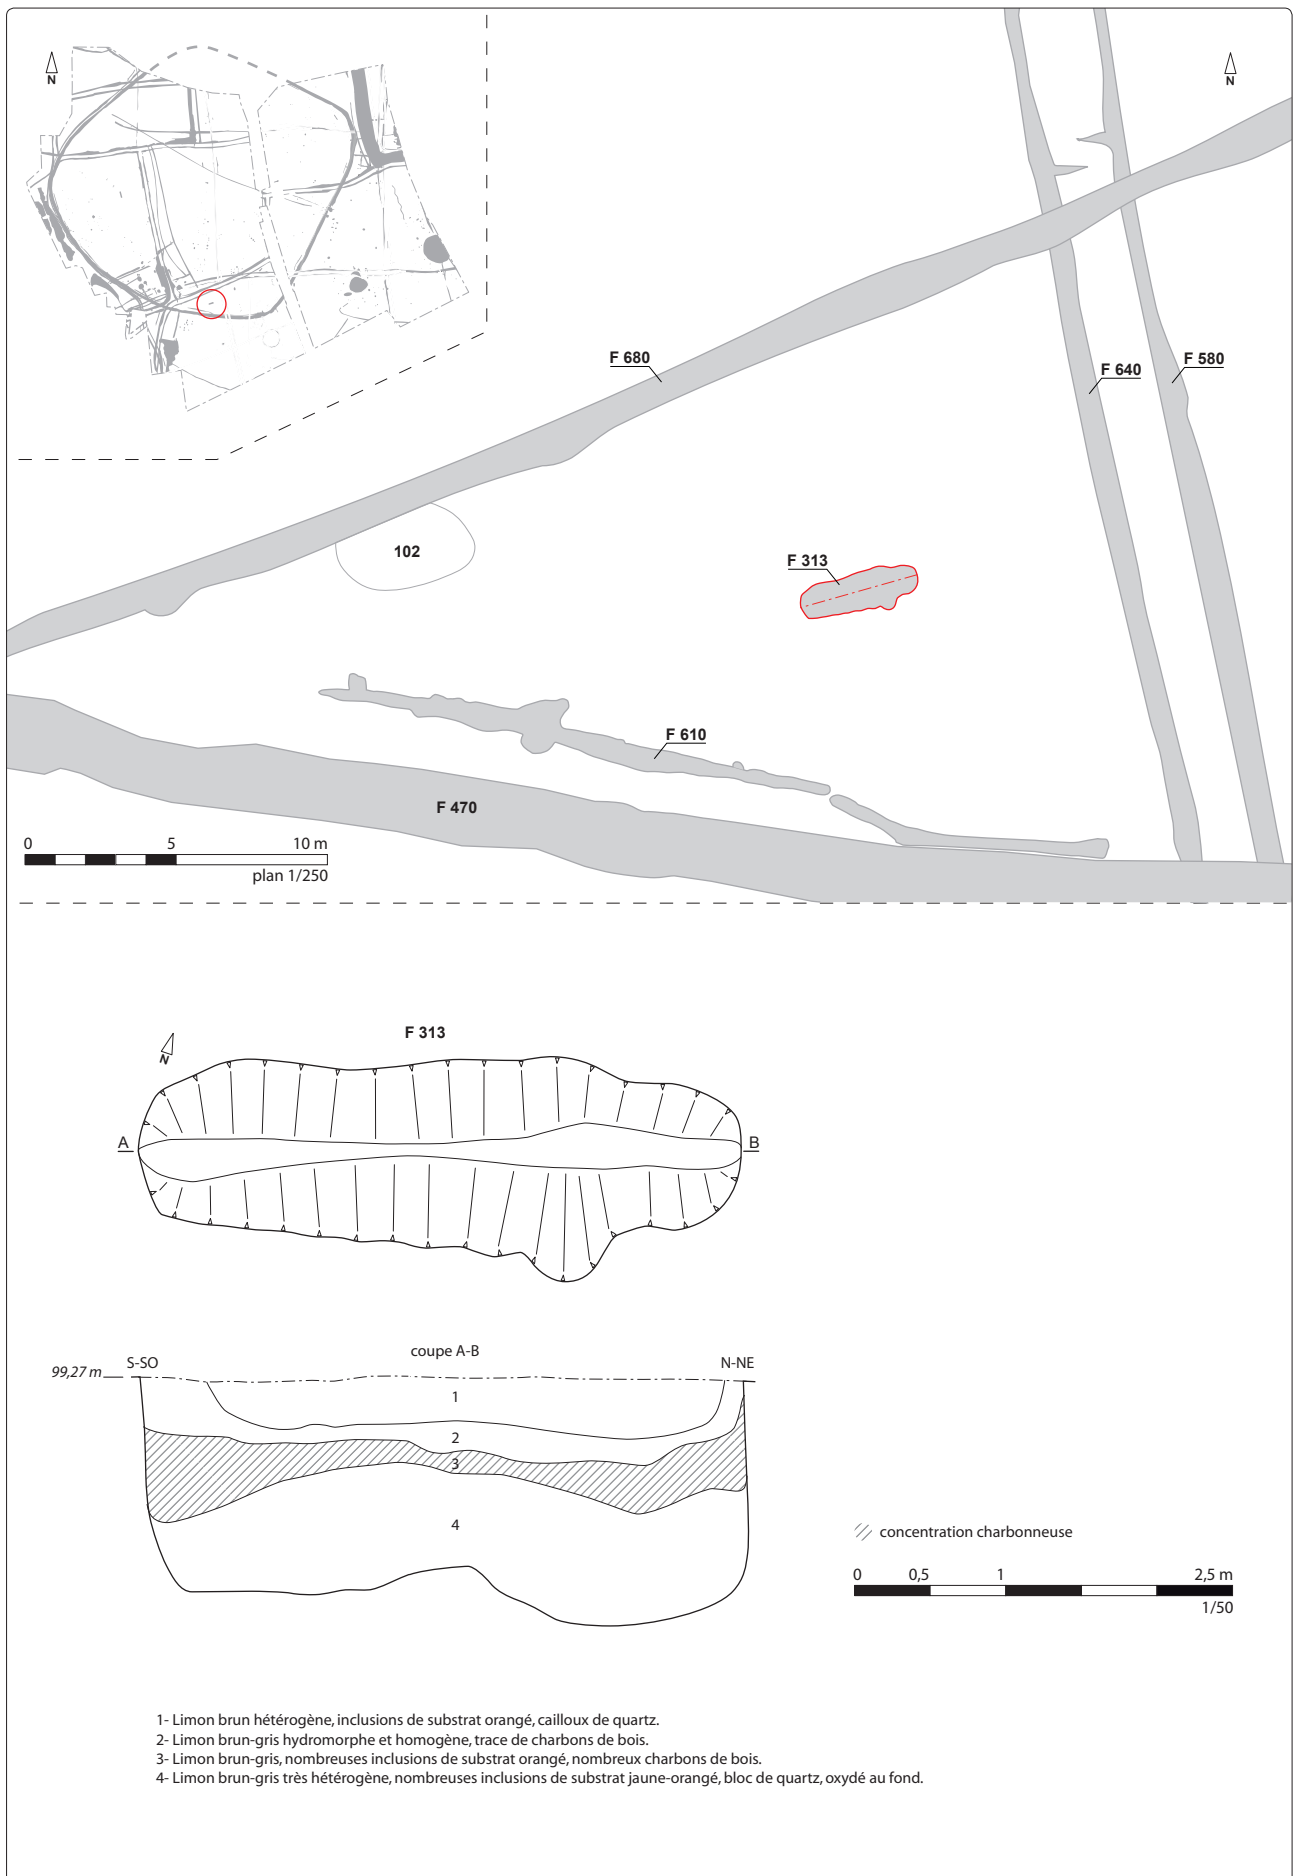 N
N
F 680
F 640
F 580
102
F 313
F 610
F 470
0 5 10 m
plan 1/250
F 313
N
A B
coupe A-B
S-SO N-NE
99,27 m
1
2
3
4
concentration charbonneuse
0 0,5 1 2,5 m
1/50
1- Limon brun hétérogène, inclusions de substrat orangé, cailloux de quartz.
2- Limon brun-gris hydromorphe et homogène, trace de charbons de bois.
3- Limon brun-gris, nombreuses inclusions de substrat orangé, nombreux charbons de bois.
4- Limon brun-gris très hétérogène, nombreuses inclusions de substrat jaune-orangé, bloc de quartz, oxydé au fond.